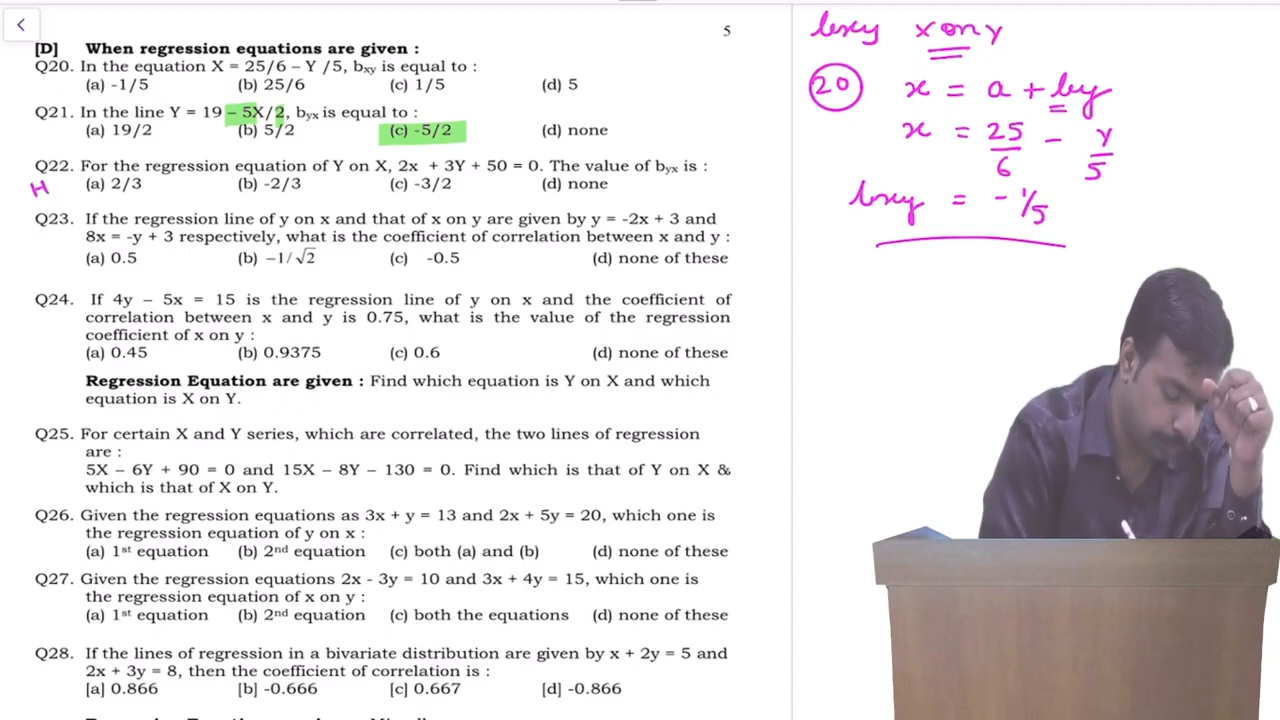 5
[D] When regression equations are given :
Q20. In the equation X = 25/6 – Y /5, bxy is equal to :
(a) -1/5 (b) 25/6 (c) 1/5 (d) 5
Q21. In the line Y = 19 – 5X/2, byx is equal to :
(a) 19/2 (b) 5/2 (c) -5/2 (d) none
Q22. For the regression equation of Y on X, 2x + 3Y + 50 = 0. The value of byx is :
H (a) 2/3 (b) -2/3 (c) -3/2 (d) none
Q23. If the regression line of y on x and that of x on y are given by y = -2x + 3 and
8x = -y + 3 respectively, what is the coefficient of correlation between x and y :
(a) 0.5 (b) −1/√2 (c) -0.5 (d) none of these
Q24. If 4y – 5x = 15 is the regression line of y on x and the coefficient of
correlation between x and y is 0.75, what is the value of the regression
coefficient of x on y :
(a) 0.45 (b) 0.9375 (c) 0.6 (d) none of these
Regression Equation are given : Find which equation is Y on X and which
equation is X on Y.
Q25. For certain X and Y series, which are correlated, the two lines of regression
are :
5X – 6Y + 90 = 0 and 15X – 8Y – 130 = 0. Find which is that of Y on X &
which is that of X on Y.
Q26. Given the regression equations as 3x + y = 13 and 2x + 5y = 20, which one is
the regression equation of y on x :
(a) 1st equation (b) 2nd equation (c) both (a) and (b) (d) none of these
Q27. Given the regression equations 2x - 3y = 10 and 3x + 4y = 15, which one is
the regression equation of x on y :
(a) 1st equation (b) 2nd equation (c) both the equations (d) none of these
Q28. If the lines of regression in a bivariate distribution are given by x + 2y = 5 and
2x + 3y = 8, then the coefficient of correlation is :
[a] 0.866 [b] -0.666 [c] 0.667 [d] -0.866
bxy x on y
20 x = a + by
x = 25/6 - Y/5
bxy = - 1/5